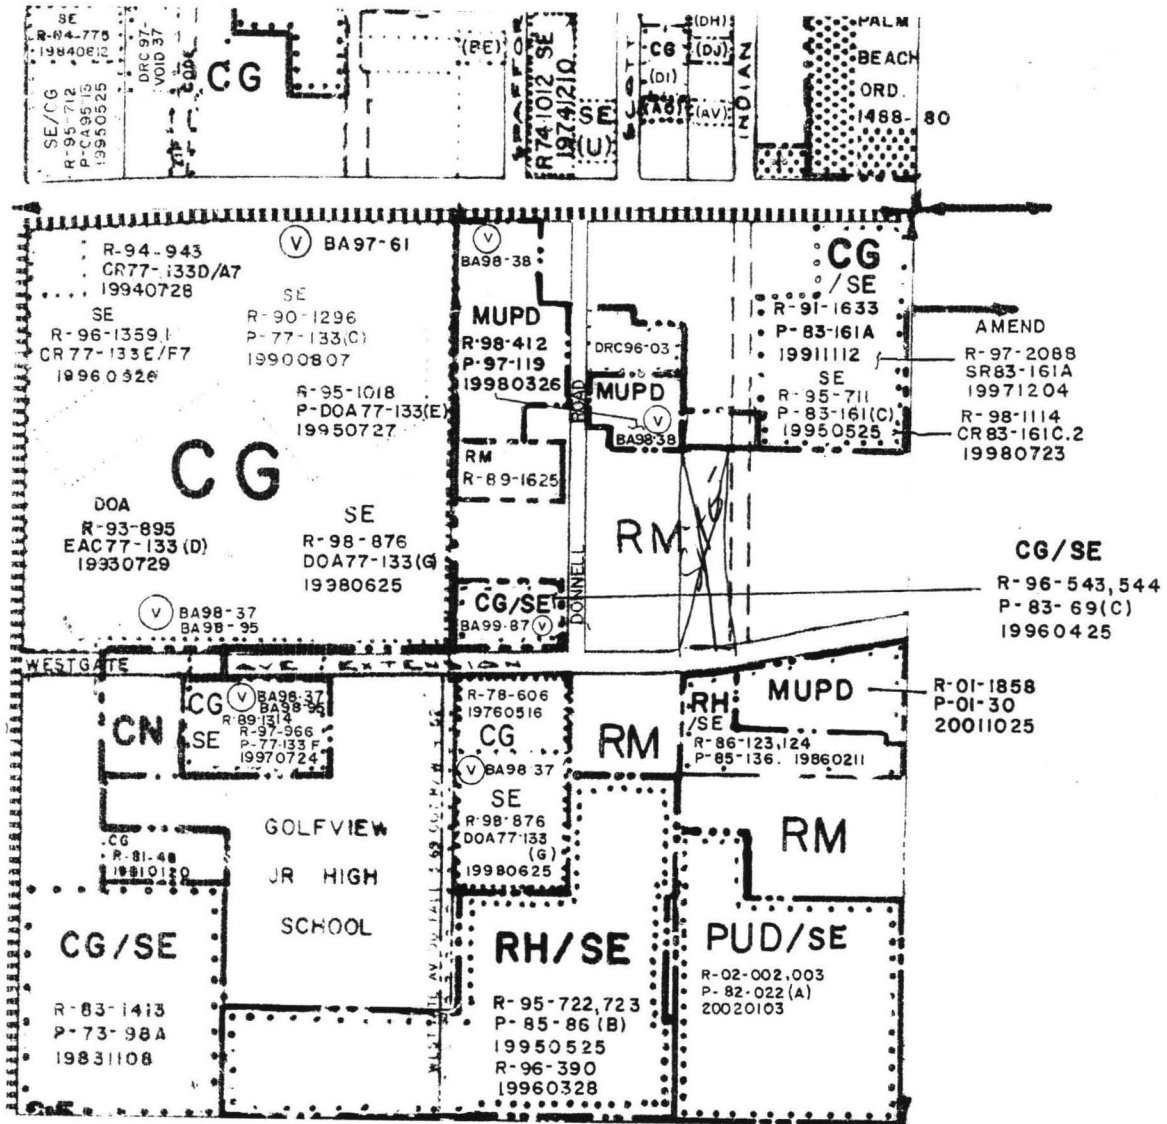 SE
R-84-778
19840612
SE/CG
R-95-712
P-CA95-15
19950525
DRC 97
VOID 37
CODE
CG
(BE)
R74-1012 SE
19741210
SE
(U)
SCOTT
CG
(DI)
(AO)
(DH)
(DJ)
(AV)
INDIAN
PALM
BEACH
ORD.
1488-80
R-94-943
CR77-133D/A7
19940728
V BA97-61
SE
R-96-1359.1
CR77-133E/F7
19960926
SE
R-90-1296
P-77-133(C)
19900807
R-95-1018
P-DOA77-133(E)
19950727
CG
DOA
R-93-895
EAC77-133(D)
19930729
SE
R-98-876
DOA77-133(G)
19980625
V BA98-37
BA98-95
V
BA98-38
MUPD
R-98-412
P-97-119
19980326
RM
R-89-1625
CG/SE
BA99-87 V
ROAD
DONNELL
DRC96-03
MUPD
V
BA98-38
RM
CG
/SE
R-91-1633
P-83-161A
19911112
SE
R-95-711
P-83-161(C)
19950525
AMEND
R-97-2088
SR83-161A
19971204
R-98-1114
CR83-161C.2
19980723
CG/SE
R-96-543,544
P-83-69(C)
19960425
WESTGATE AVE EXTENSION
CN
CG
SE
V BA98-37
BA98-95
R-89-1314
R-97-966
P-77-133 F
19970724
R-78-606
19760516
CG
V BA98-37
SE
R-98-876
DOA77-133
(G)
19980625
RM
RH
/SE
MUPD
R-86-123,124
P-85-136. 19860211
R-01-1858
P-01-30
20011025
GOLFVIEW
JR HIGH
SCHOOL
CG
R-81-48
RM
CG/SE
R-83-1413
P-73-98A
19831108
RH/SE
R-95-722,723
P-85-86(B)
19950525
R-96-390
19960328
PUD/SE
R-02-002,003
P-82-022(A)
20020103